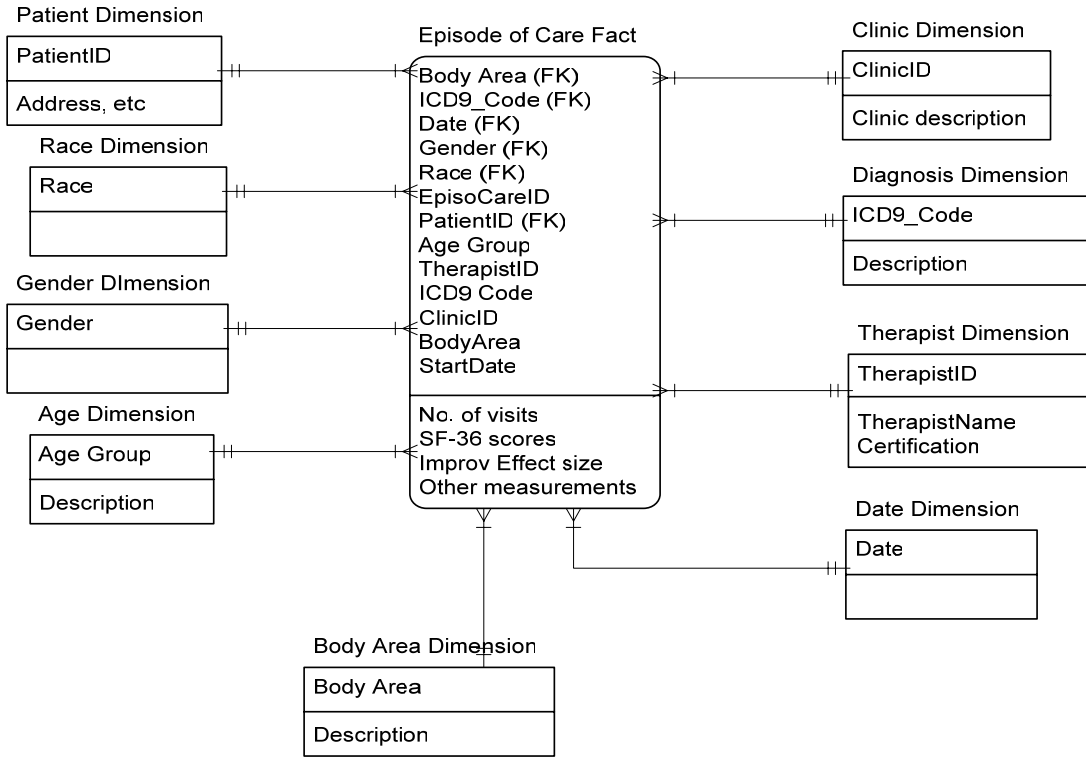 Patient Dimension
PatientID
Address, etc
Race Dimension
Race
Gender DImension
Gender
Age Dimension
Age Group
Description
Episode of Care Fact
Body Area (FK)
ICD9_Code (FK)
Date (FK)
Gender (FK)
Race (FK)
EpisoCareID
PatientID (FK)
Age Group
TherapistID
ICD9 Code
ClinicID
BodyArea
StartDate
No. of visits
SF-36 scores
Improv Effect size
Other measurements
Clinic Dimension
ClinicID
Clinic description
Diagnosis Dimension
ICD9_Code
Description
Therapist Dimension
TherapistID
TherapistName
Certification
Date Dimension
Date
Body Area Dimension
Body Area
Description